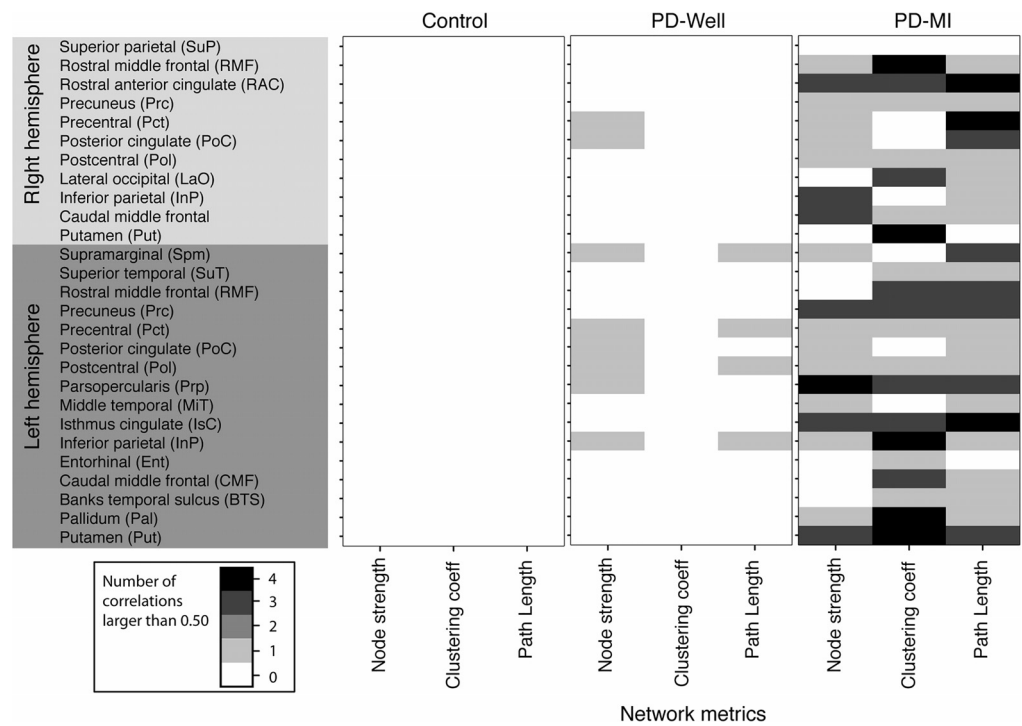 Control
PD-Well
PD-MI
RIght hemisphere
Superior parietal (SuP)
Rostral middle frontal (RMF)
Rostral anterior cingulate (RAC)
Precuneus (Prc)
Precentral (Pct)
Posterior cingulate (PoC)
Postcentral (Pol)
Lateral occipital (LaO)
Inferior parietal (InP)
Caudal middle frontal
Putamen (Put)
Left hemisphere
Supramarginal (Spm)
Superior temporal (SuT)
Rostral middle frontal (RMF)
Precuneus (Prc)
Precentral (Pct)
Posterior cingulate (PoC)
Postcentral (Pol)
Parsopercularis (Prp)
Middle temporal (MiT)
Isthmus cingulate (IsC)
Inferior parietal (InP)
Entorhinal (Ent)
Caudal middle frontal (CMF)
Banks temporal sulcus (BTS)
Pallidum (Pal)
Putamen (Put)
Number of
correlations
larger than 0.50
4
3
2
1
0
Node strength
Clustering coeff
Path Length
Node strength
Clustering coeff
Path Length
Node strength
Clustering coeff
Path Length
Network metrics